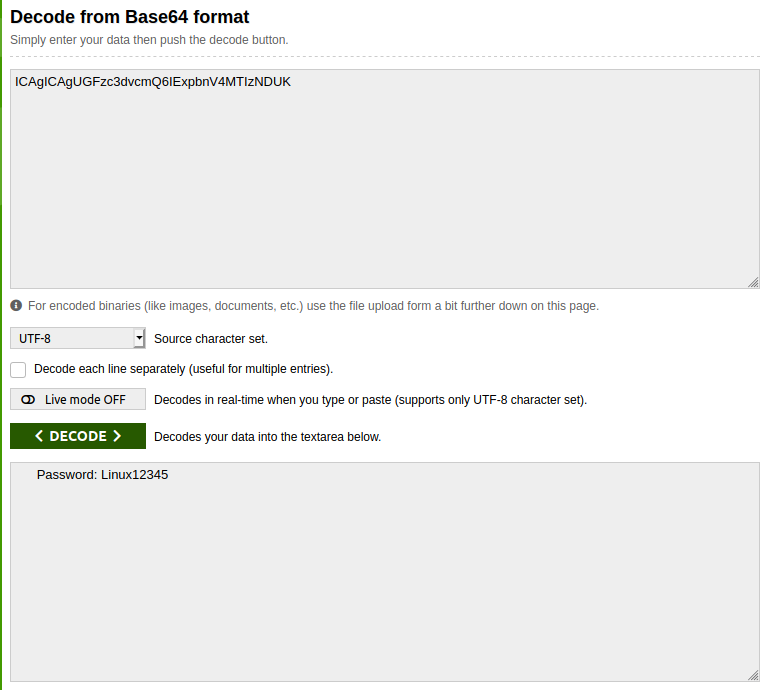 Decode from Base64 format
Simply enter your data then push the decode button.
ICAgICAgUGFzc3dvcmQ6IExpbnV4MTIzNDUK
For encoded binaries (like images, documents, etc.) use the file upload form a bit further down on this page.
UTF-8 Source character set.
Decode each line separately (useful for multiple entries).
Live mode OFF Decodes in real-time when you type or paste (supports only UTF-8 character set).
< DECODE > Decodes your data into the textarea below.
Password: Linux12345